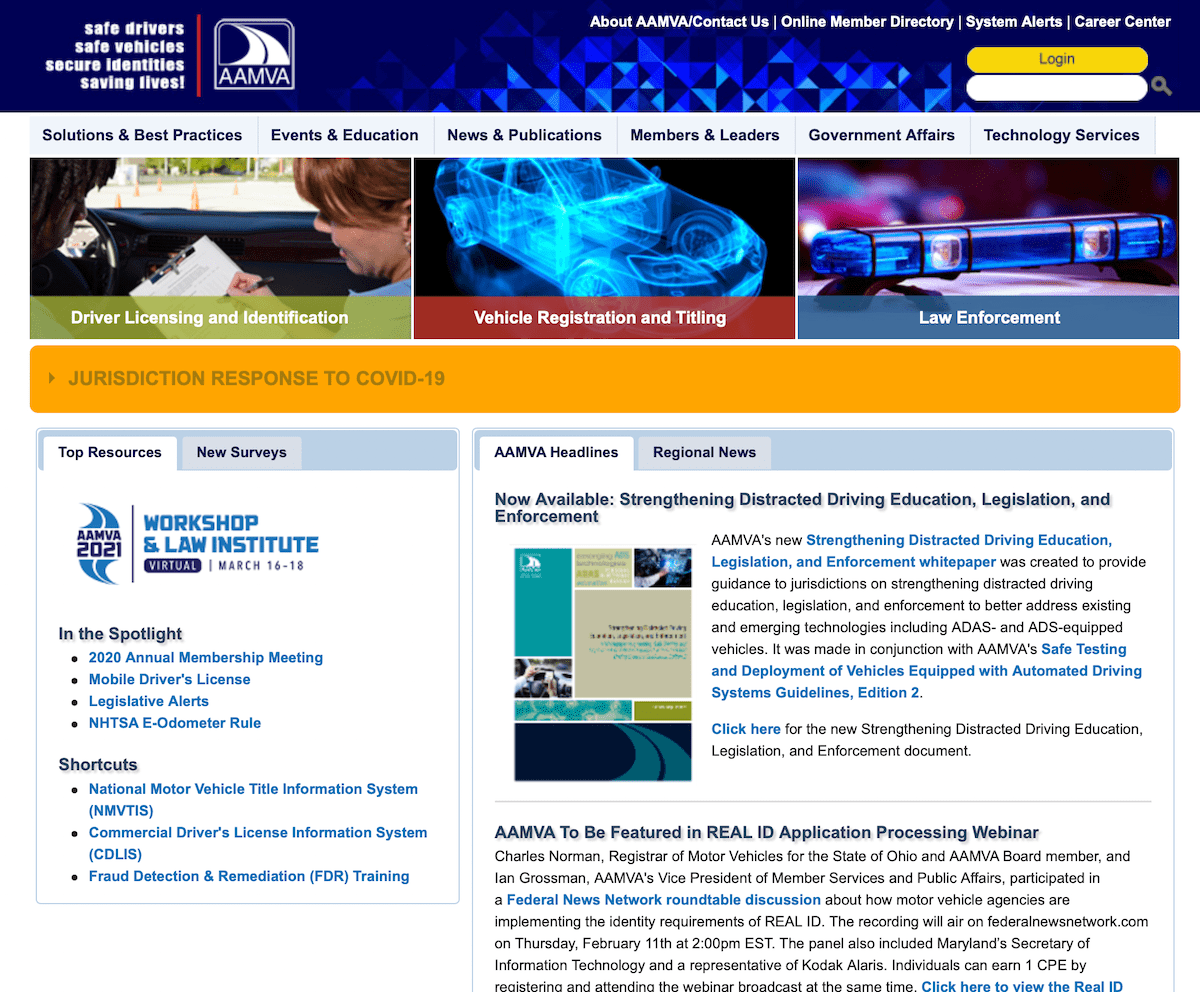 safe drivers
safe vehicles
secure identities
saving lives!
AAMVA
About AAMVA/Contact Us | Online Member Directory | System Alerts | Career Center
Login
Solutions & Best Practices
Events & Education
News & Publications
Members & Leaders
Government Affairs
Technology Services
Driver Licensing and Identification
Vehicle Registration and Titling
Law Enforcement
JURISDICTION RESPONSE TO COVID-19
Top Resources
New Surveys
AAMVA
2021
WORKSHOP
& LAW INSTITUTE
VIRTUAL | MARCH 16-18
In the Spotlight
2020 Annual Membership Meeting
Mobile Driver's License
Legislative Alerts
NHTSA E-Odometer Rule
Shortcuts
National Motor Vehicle Title Information System
(NMVTIS)
Commercial Driver's License Information System
(CDLIS)
Fraud Detection & Remediation (FDR) Training
AAMVA Headlines
Regional News
Now Available: Strengthening Distracted Driving Education, Legislation, and
Enforcement
emerging ADS
technologies
ADAS
Strengthening Distracted Driving
Education, Legislation, and Enforcement
AAMVA's new Strengthening Distracted Driving Education,
Legislation, and Enforcement whitepaper was created to provide
guidance to jurisdictions on strengthening distracted driving
education, legislation, and enforcement to better address existing
and emerging technologies including ADAS- and ADS-equipped
vehicles. It was made in conjunction with AAMVA's Safe Testing
and Deployment of Vehicles Equipped with Automated Driving
Systems Guidelines, Edition 2.
Click here for the new Strengthening Distracted Driving Education,
Legislation, and Enforcement document.
AAMVA To Be Featured in REAL ID Application Processing Webinar
Charles Norman, Registrar of Motor Vehicles for the State of Ohio and AAMVA Board member, and
Ian Grossman, AAMVA's Vice President of Member Services and Public Affairs, participated in
a Federal News Network roundtable discussion about how motor vehicle agencies are
implementing the identity requirements of REAL ID. The recording will air on federalnewsnetwork.com
on Thursday, February 11th at 2:00pm EST. The panel also included Maryland's Secretary of
Information Technology and a representative of Kodak Alaris. Individuals can earn 1 CPE by
registering and attending the webinar broadcast at the same time. Click here to view the Real ID